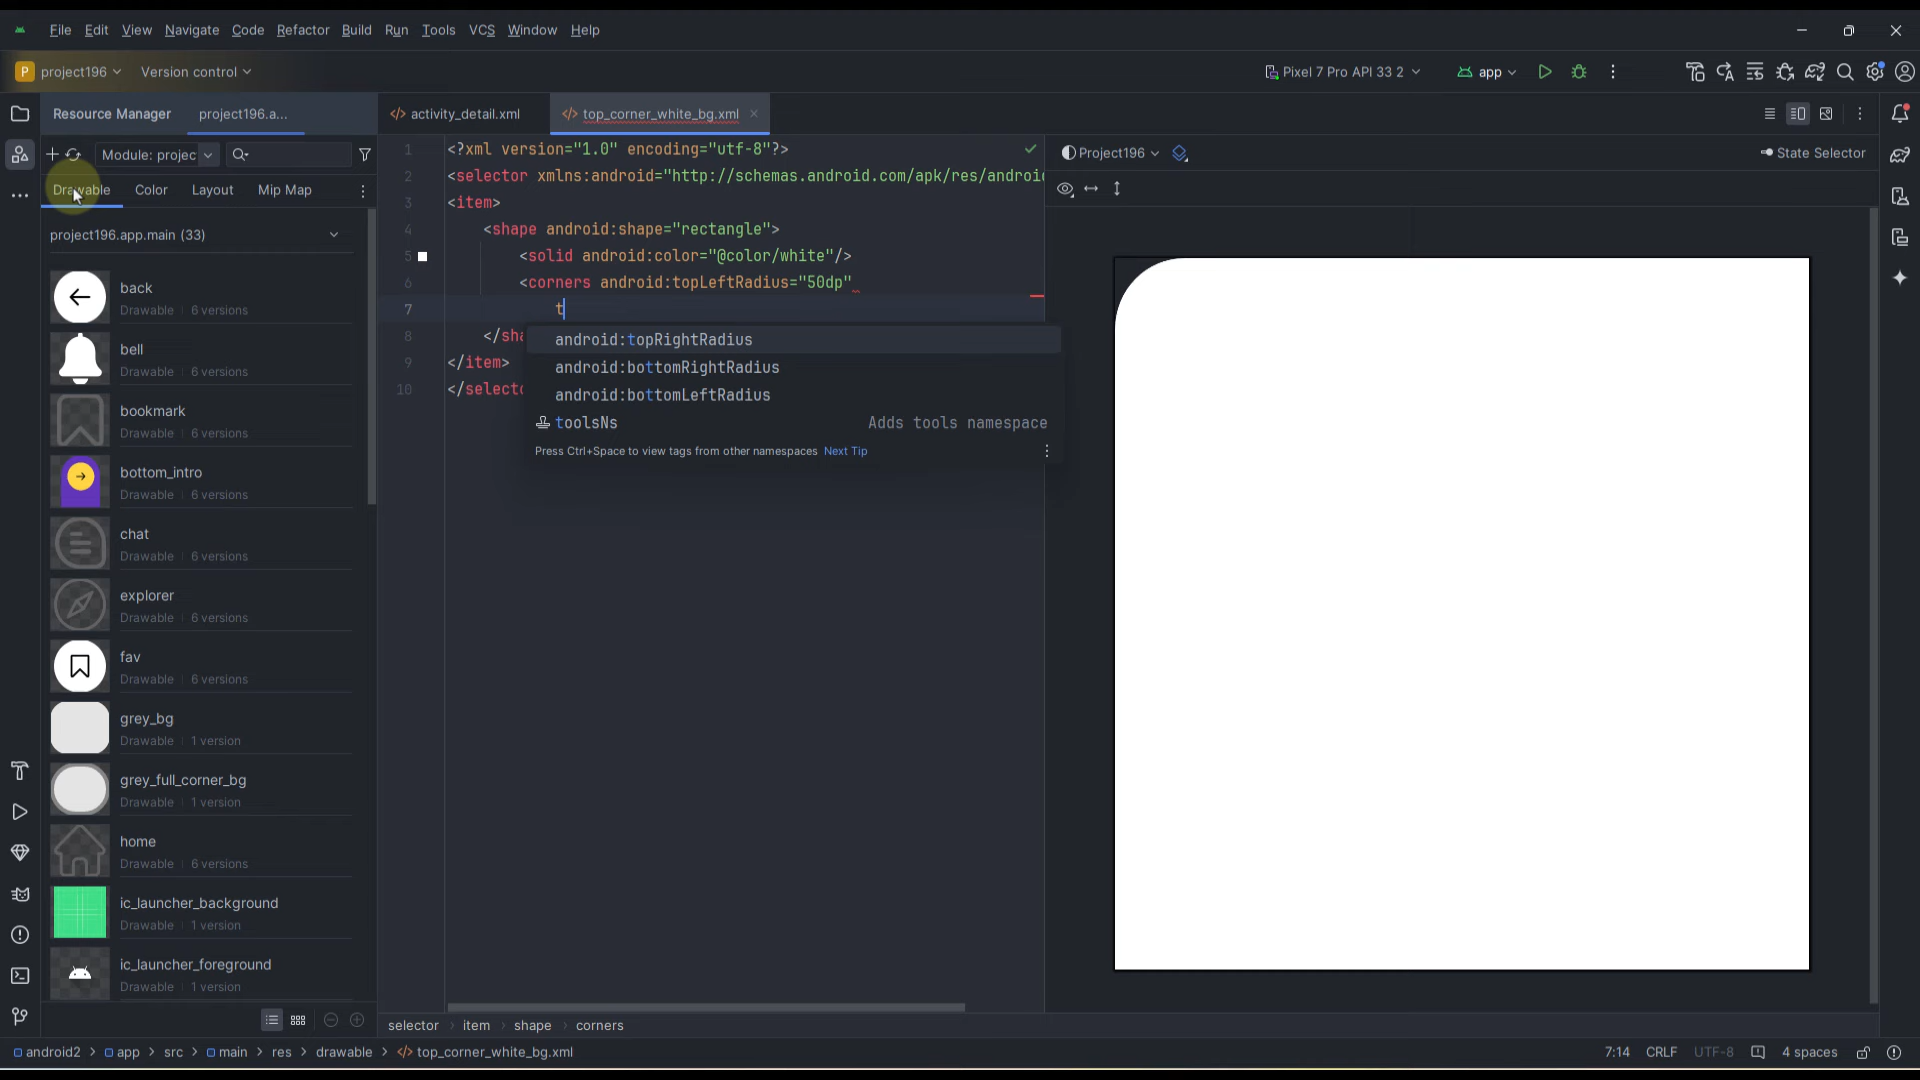 File Edit View Navigate Code Refactor Build Run Tools VCS Window Help
P project196 Version control Pixel 7 Pro API 33 2 app
Resource Manager project196.a... activity_detail.xml top_corner_white_bg.xml
Module: projec
Drawable Color Layout Mip Map
project196.app.main (33)
back
Drawable 6 versions
bell
Drawable 6 versions
bookmark
Drawable 6 versions
bottom_intro
Drawable 6 versions
chat
Drawable 6 versions
explorer
Drawable 6 versions
fav
Drawable 6 versions
grey_bg
Drawable 1 version
grey_full_corner_bg
Drawable 1 version
home
Drawable 6 versions
ic_launcher_background
Drawable 1 version
ic_launcher_foreground
Drawable 1 version
1 <?xml version="1.0" encoding="utf-8"?>
2 <selector xmlns:android="http://schemas.android.com/apk/res/androi
3 <item>
4 <shape android:shape="rectangle">
5 <solid android:color="@color/white"/>
6 <corners android:topLeftRadius="50dp"
7 t
8 </sha
9 </item>
10 </selecto
android:topRightRadius
android:bottomRightRadius
android:bottomLeftRadius
toolsNs Adds tools namespace
Press Ctrl+Space to view tags from other namespaces Next Tip
Project196 State Selector
selector item shape corners
android2 app src main res drawable top_corner_white_bg.xml 7:14 CRLF UTF-8 4 spaces